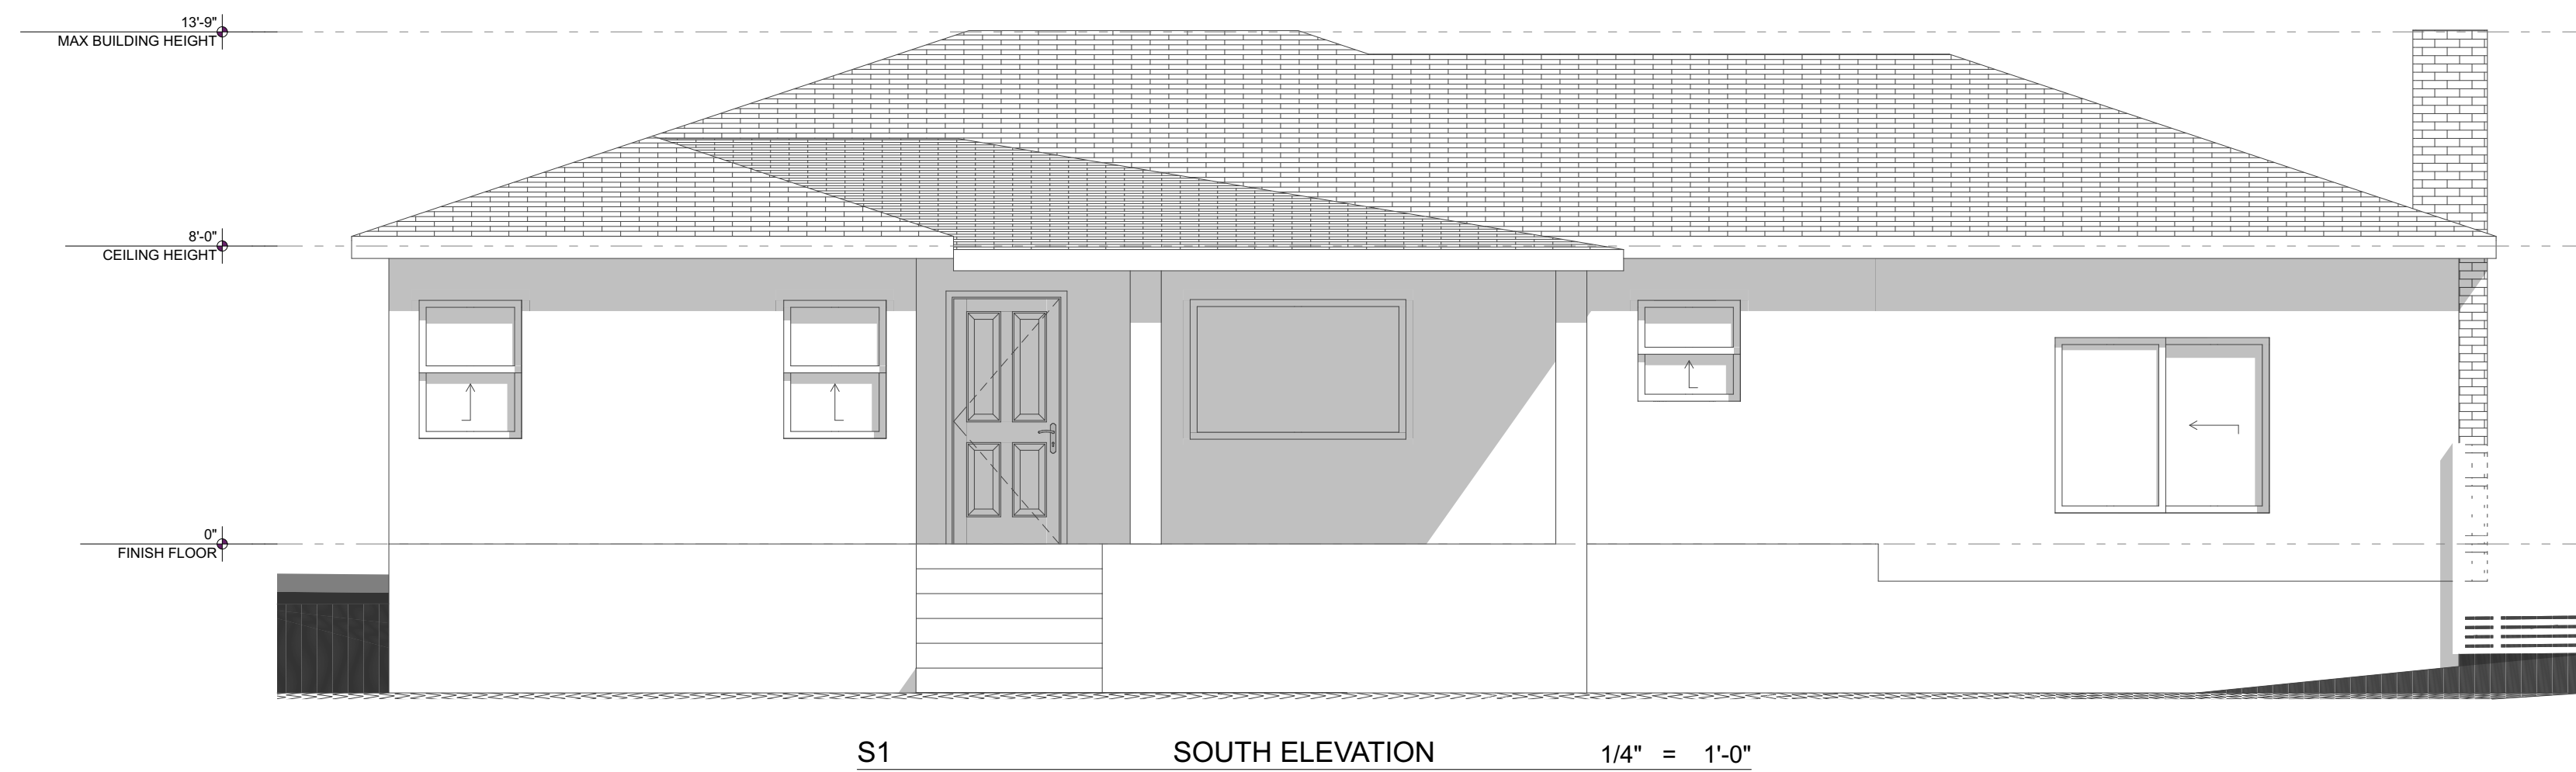 13'-9"
MAX BUILDING HEIGHT
8'-0"
CEILING HEIGHT
0"
FINISH FLOOR
S1 SOUTH ELEVATION 1/4" = 1'-0"